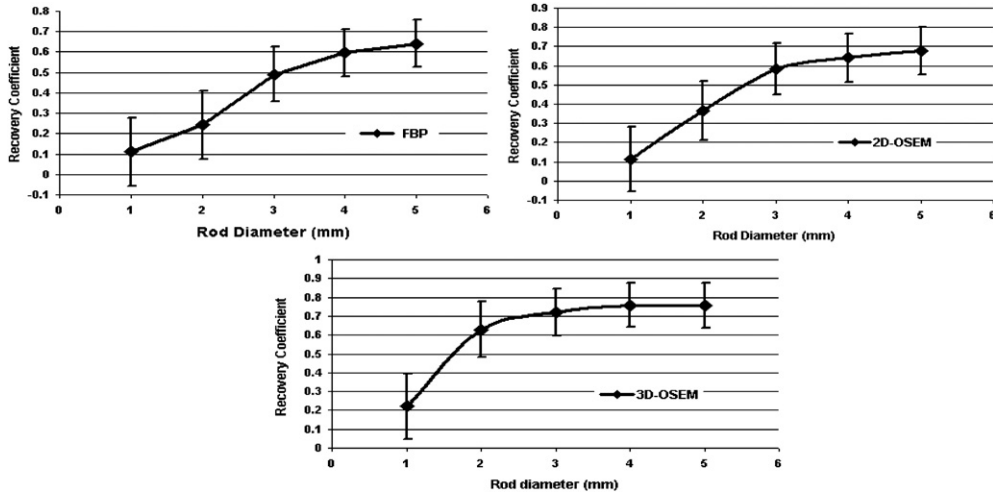 Recovery Coefficient
0.8
0.7
0.6
0.5
0.4
0.3
0.2
0.1
0
-0.1
FBP
0 1 2 3 4 5 6
Rod Diameter (mm)
Recovery Coefficient
0.9
0.8
0.7
0.6
0.5
0.4
0.3
0.2
0.1
0
-0.1
2D-OSEM
0 1 2 3 4 5 6
Rod Diameter (mm)
Recovery Coefficient
1
0.9
0.8
0.7
0.6
0.5
0.4
0.3
0.2
0.1
0
3D-OSEM
0 1 2 3 4 5 6
Rod diameter (mm)